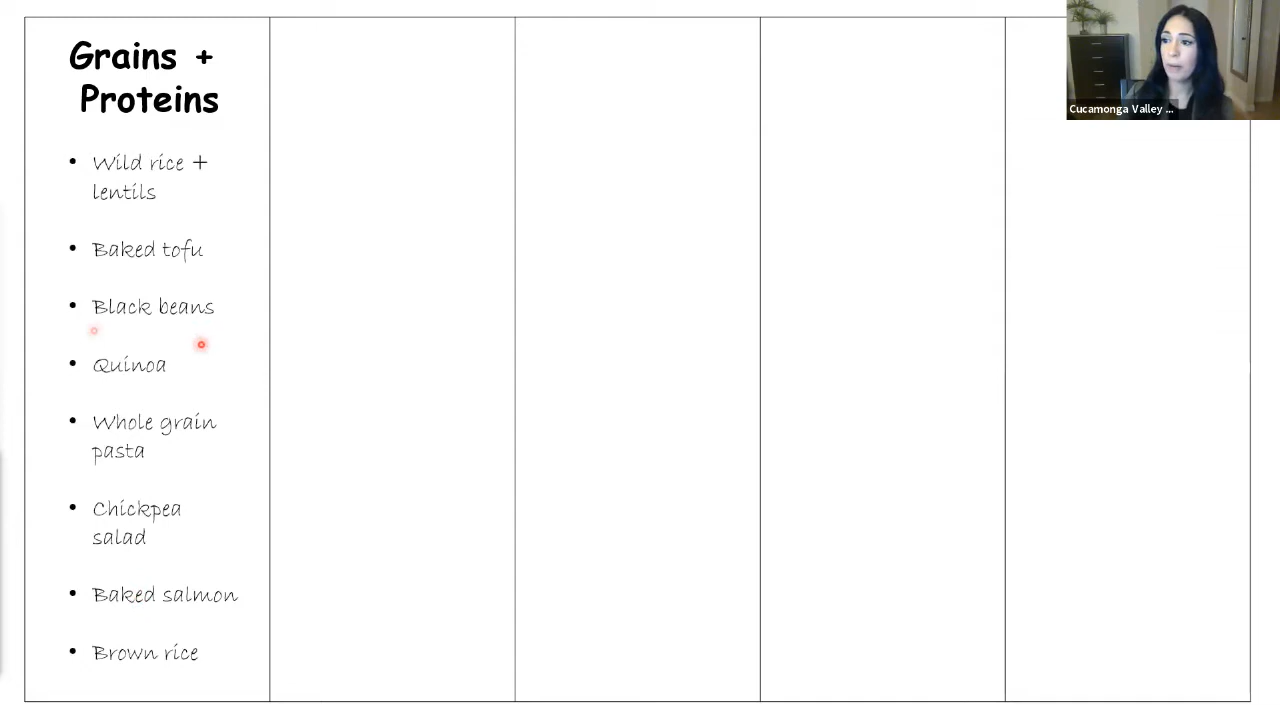 Grains +
Proteins
• Wild rice +
lentils
• Baked tofu
• Black beans
• Quinoa
• Whole grain
pasta
• Chickpea
salad
• Baked salmon
• Brown rice
Cucamonga Valley ...